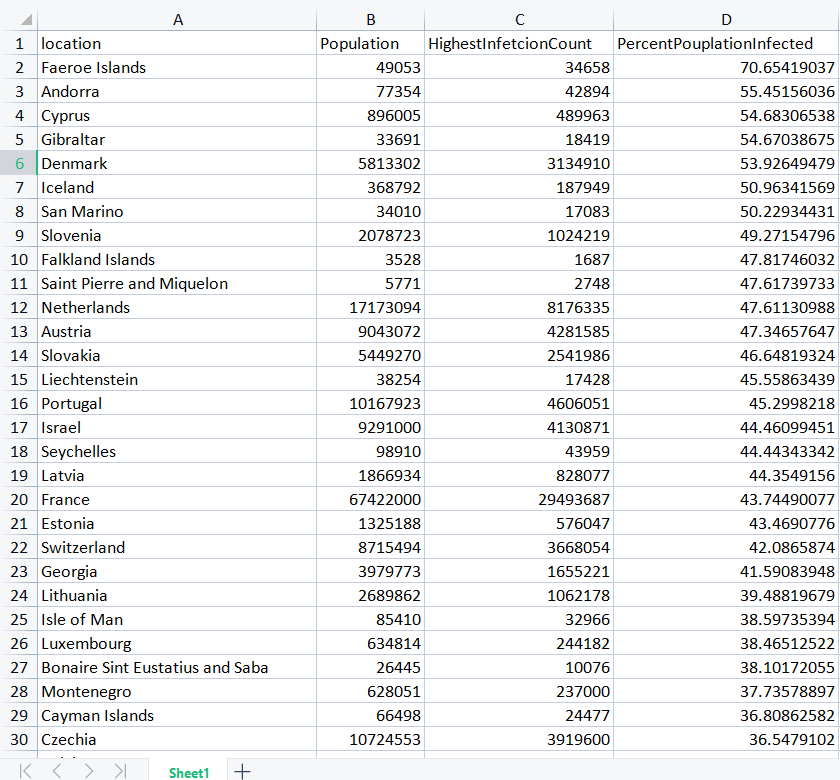 A B C D
1 location Population HighestInfetcionCount PercentPouplationInfected
2 Faeroe Islands 49053 34658 70.65419037
3 Andorra 77354 42894 55.45156036
4 Cyprus 896005 489963 54.68306538
5 Gibraltar 33691 18419 54.67038675
6 Denmark 5813302 3134910 53.92649479
7 Iceland 368792 187949 50.96341569
8 San Marino 34010 17083 50.22934431
9 Slovenia 2078723 1024219 49.27154796
10 Falkland Islands 3528 1687 47.81746032
11 Saint Pierre and Miquelon 5771 2748 47.61739733
12 Netherlands 17173094 8176335 47.61130988
13 Austria 9043072 4281585 47.34657647
14 Slovakia 5449270 2541986 46.64819324
15 Liechtenstein 38254 17428 45.55863439
16 Portugal 10167923 4606051 45.2998218
17 Israel 9291000 4130871 44.46099451
18 Seychelles 98910 43959 44.44343342
19 Latvia 1866934 828077 44.3549156
20 France 67422000 29493687 43.74490077
21 Estonia 1325188 576047 43.4690776
22 Switzerland 8715494 3668054 42.0865874
23 Georgia 3979773 1655221 41.59083948
24 Lithuania 2689862 1062178 39.48819679
25 Isle of Man 85410 32966 38.59735394
26 Luxembourg 634814 244182 38.46512522
27 Bonaire Sint Eustatius and Saba 26445 10076 38.10172055
28 Montenegro 628051 237000 37.73578897
29 Cayman Islands 66498 24477 36.80862582
30 Czechia 10724553 3919600 36.5479102
Sheet1